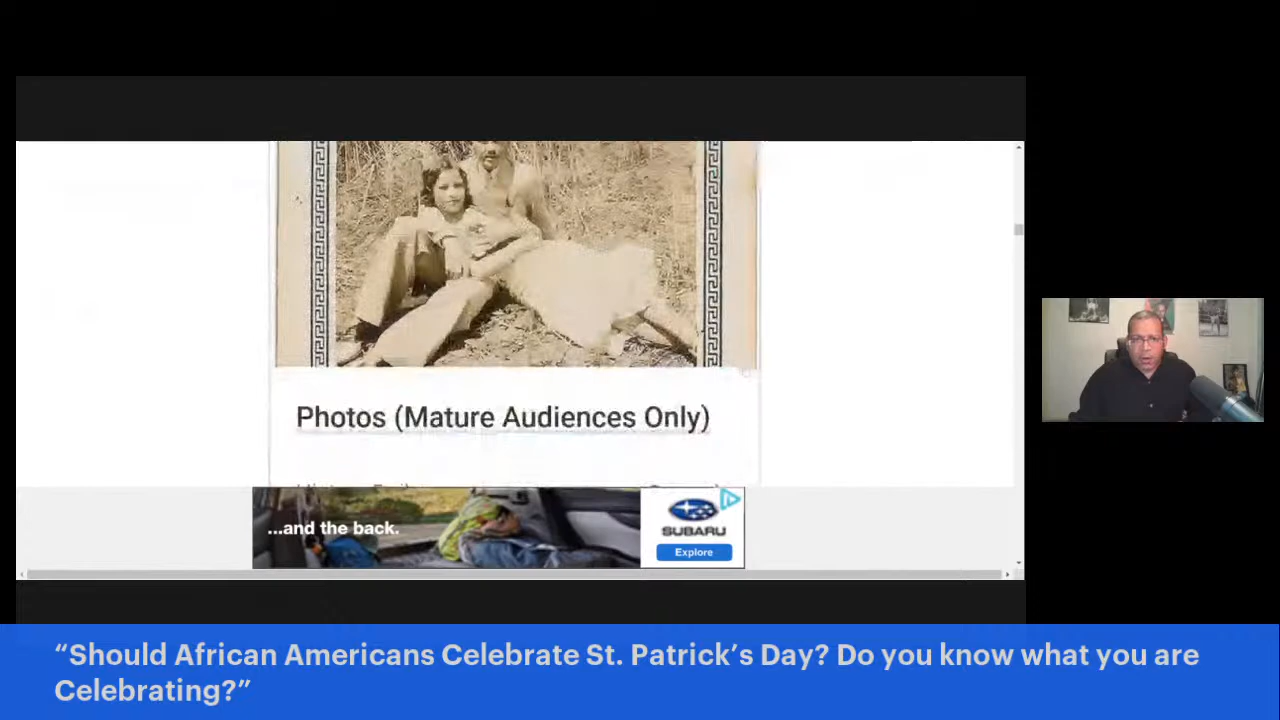 Photos (Mature Audiences Only)
...and the back.
SUBARU
Explore
“Should African Americans Celebrate St. Patrick’s Day? Do you know what you are
Celebrating?”